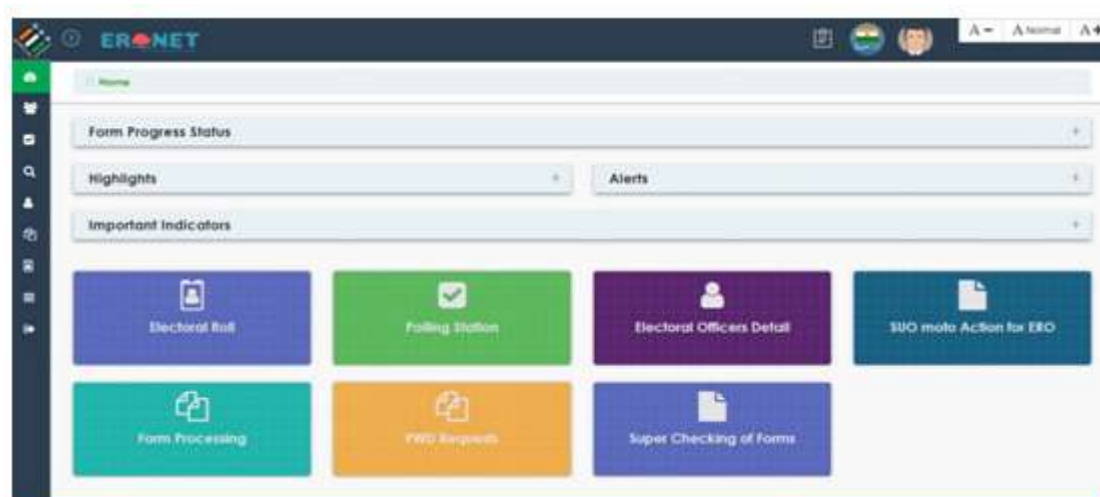 ERONET
A- A Normal A+
Home
Form Progress Status +
Highlights + Alerts +
Important Indicators +
Electoral Roll
Polling Station
Electoral Officers Detail
SUO moto Action for ERO
Form Processing
PWD Requests
Super Checking of Forms